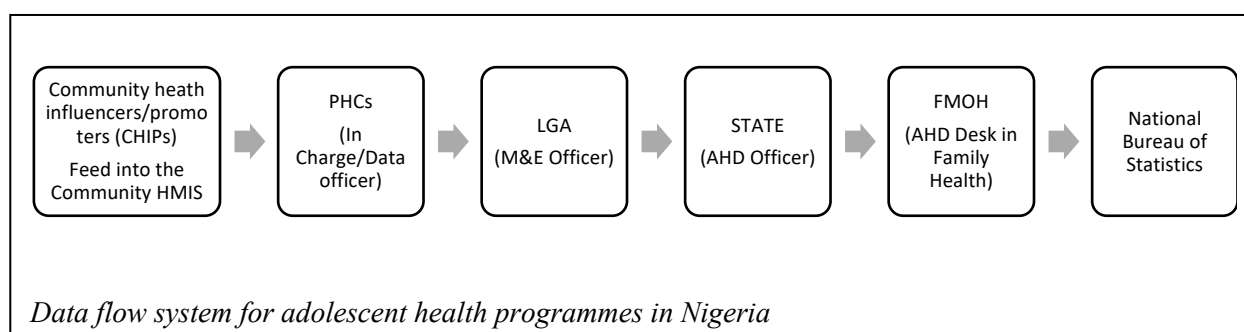 Community heath
influencers/promo
ters (CHIPs)
Feed into the
Community HMIS
PHCs
(In
Charge/Data
officer)
LGA
(M&E Officer)
STATE
(AHD Officer)
FMOH
(AHD Desk in
Family
Health)
National
Bureau of
Statistics
Data flow system for adolescent health programmes in Nigeria